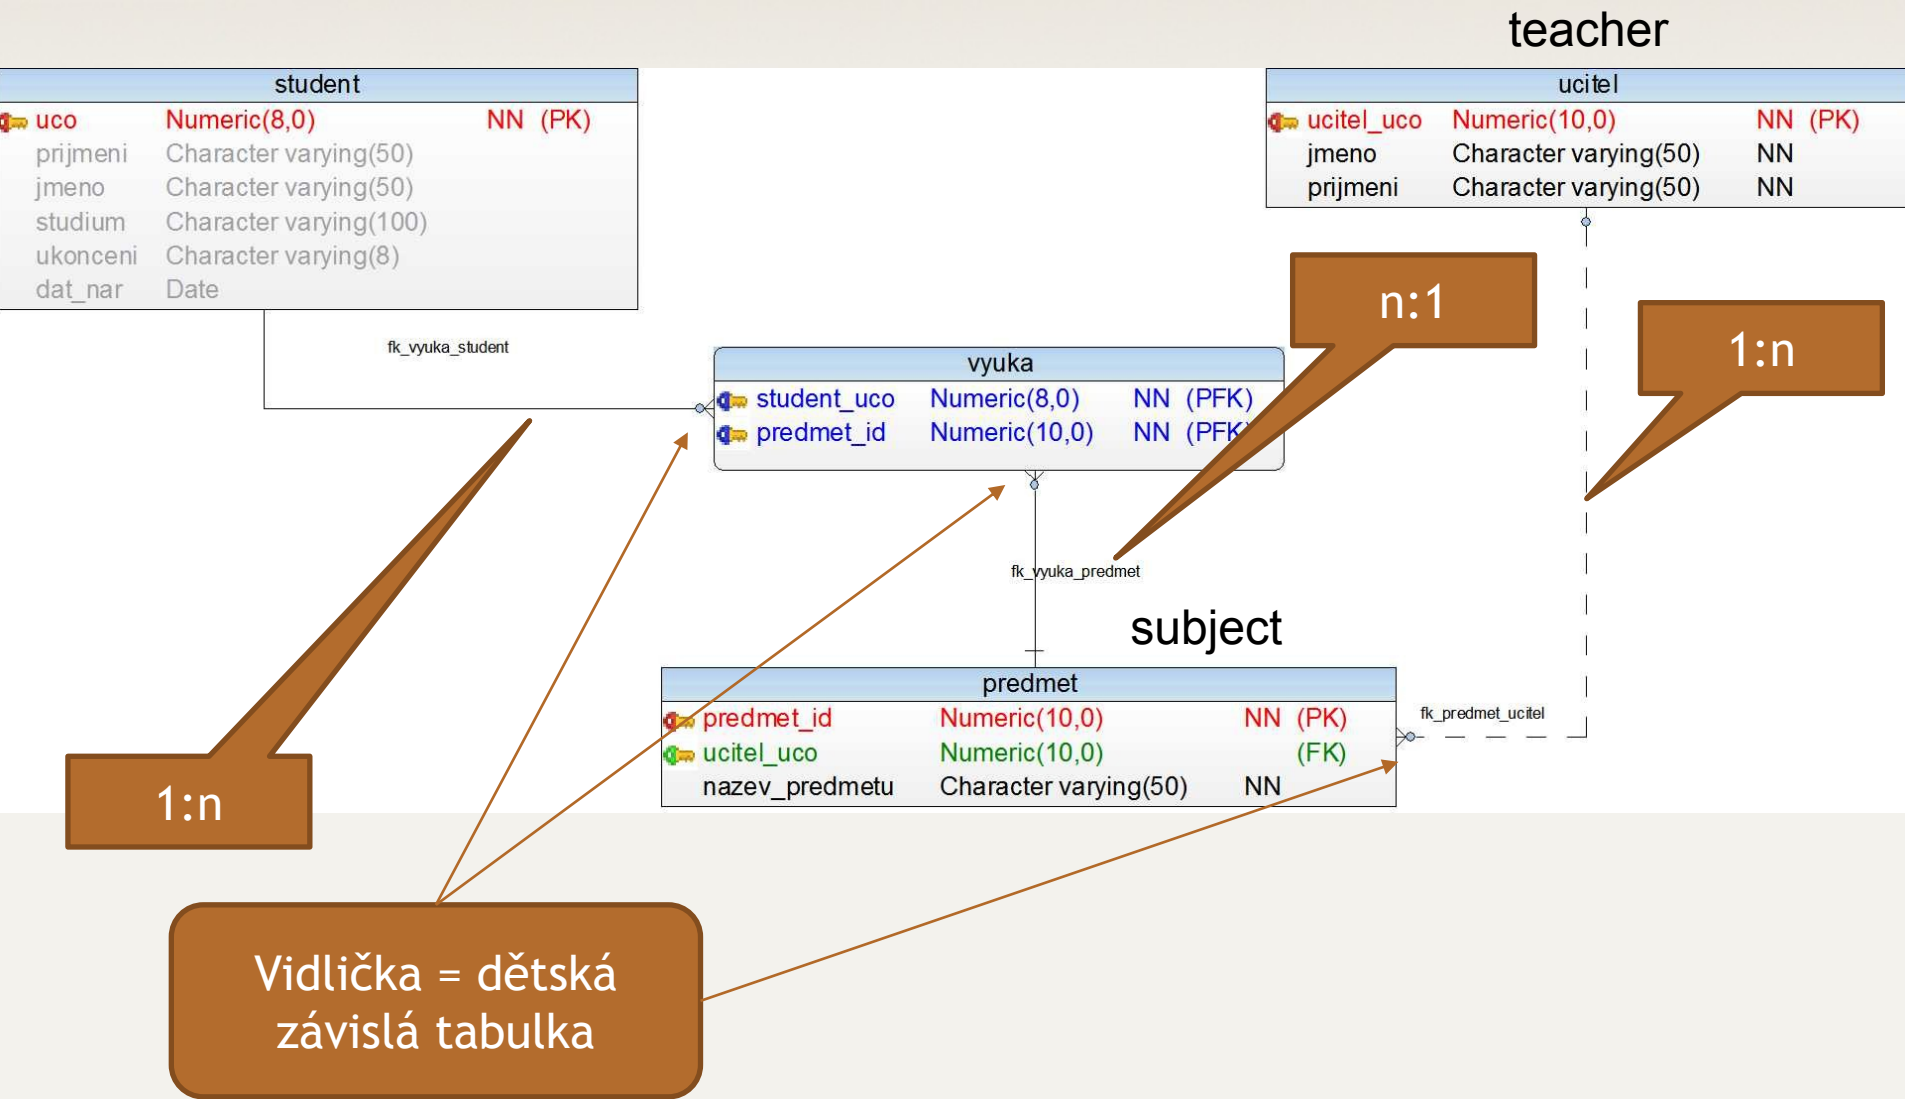 teacher
student
uco Numeric(8,0) NN (PK)
prijmeni Character varying(50)
jmeno Character varying(50)
studium Character varying(100)
ukonceni Character varying(8)
dat_nar Date
ucitel
ucitel_uco Numeric(10,0) NN (PK)
jmeno Character varying(50) NN
prijmeni Character varying(50) NN
n:1
1:n
fk_vyuka_student
vyuka
student_uco Numeric(8,0) NN (PFK)
predmet_id Numeric(10,0) NN (PFK)
fk_vyuka_predmet
subject
predmet
predmet_id Numeric(10,0) NN (PK)
ucitel_uco Numeric(10,0) (FK)
nazev_predmetu Character varying(50) NN
fk_predmet_ucitel
1:n
Vidlička = dětská
závislá tabulka